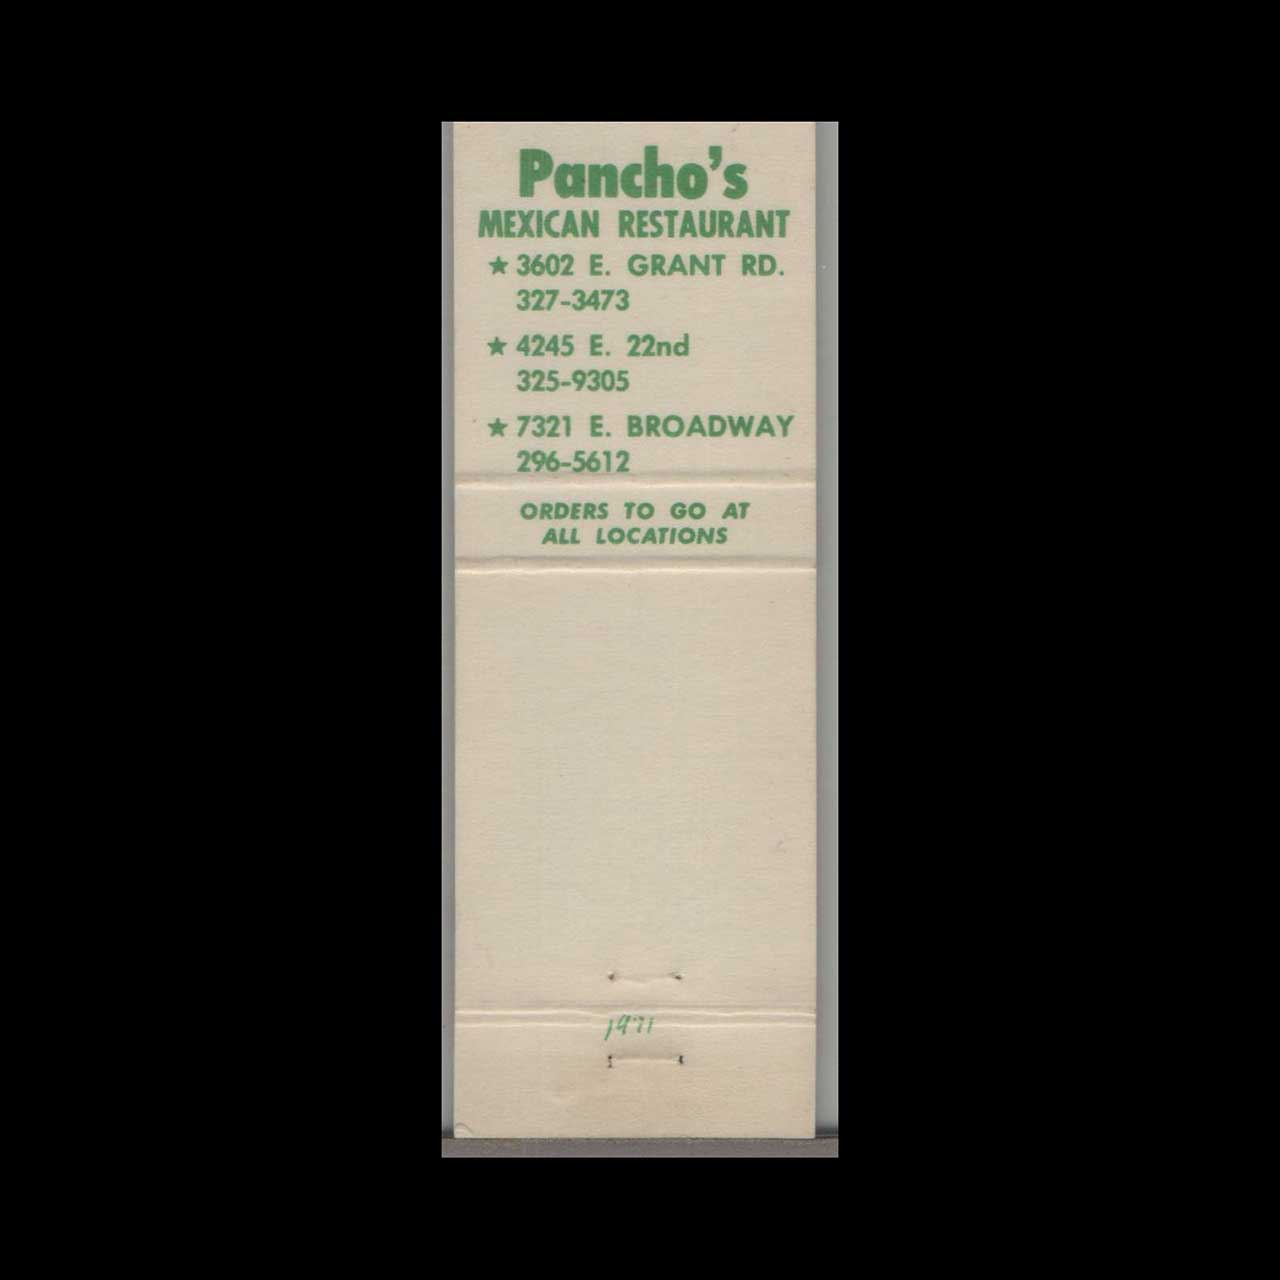 Pancho's
MEXICAN RESTAURANT
★ 3602 E. GRANT RD.
327-3473
★ 4245 E. 22nd
325-9305
★ 7321 E. BROADWAY
296-5612
ORDERS TO GO AT
ALL LOCATIONS
1971